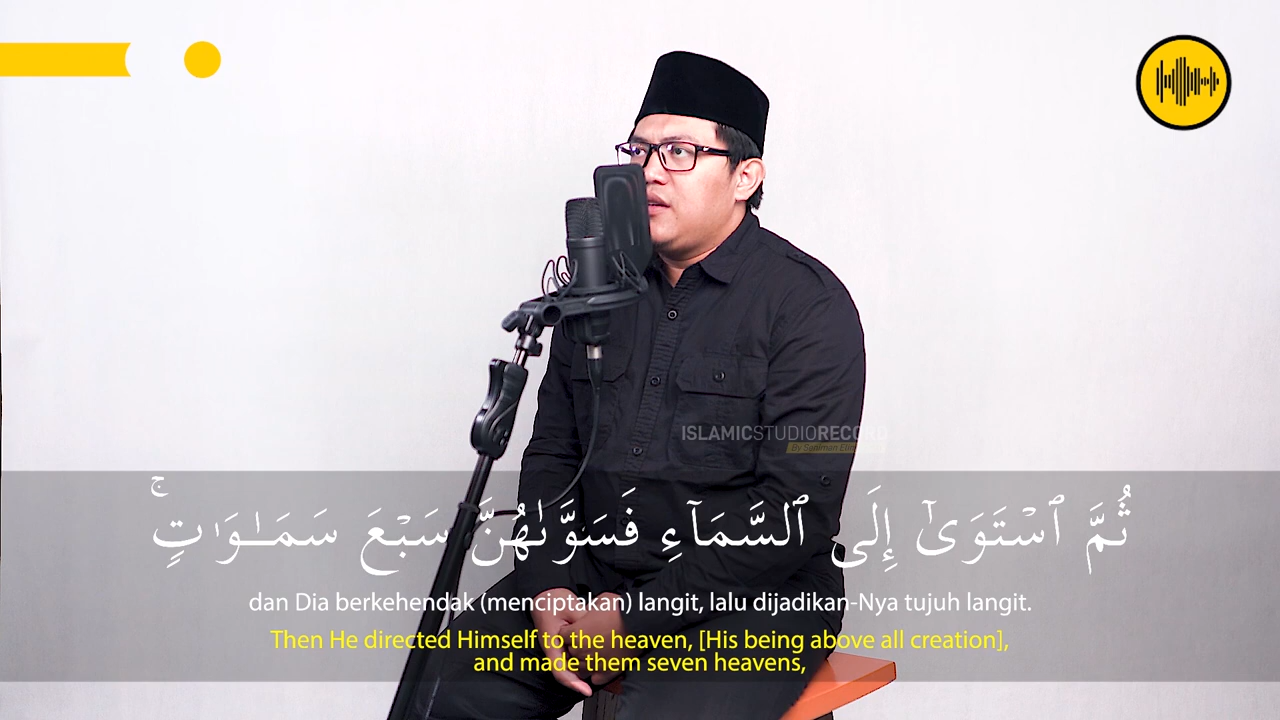 ISLAMICSTUDIORECORD
ثُمَّ ٱسْتَوَىٰٓ إِلَى ٱلسَّمَآءِ فَسَوَّىٰهُنَّ سَبْعَ سَمَـٰوَٰتٍۢ ۚ
dan Dia berkehendak (menciptakan) langit, lalu dijadikan-Nya tujuh langit.
Then He directed Himself to the heaven, [His being above all creation],
and made them seven heavens,